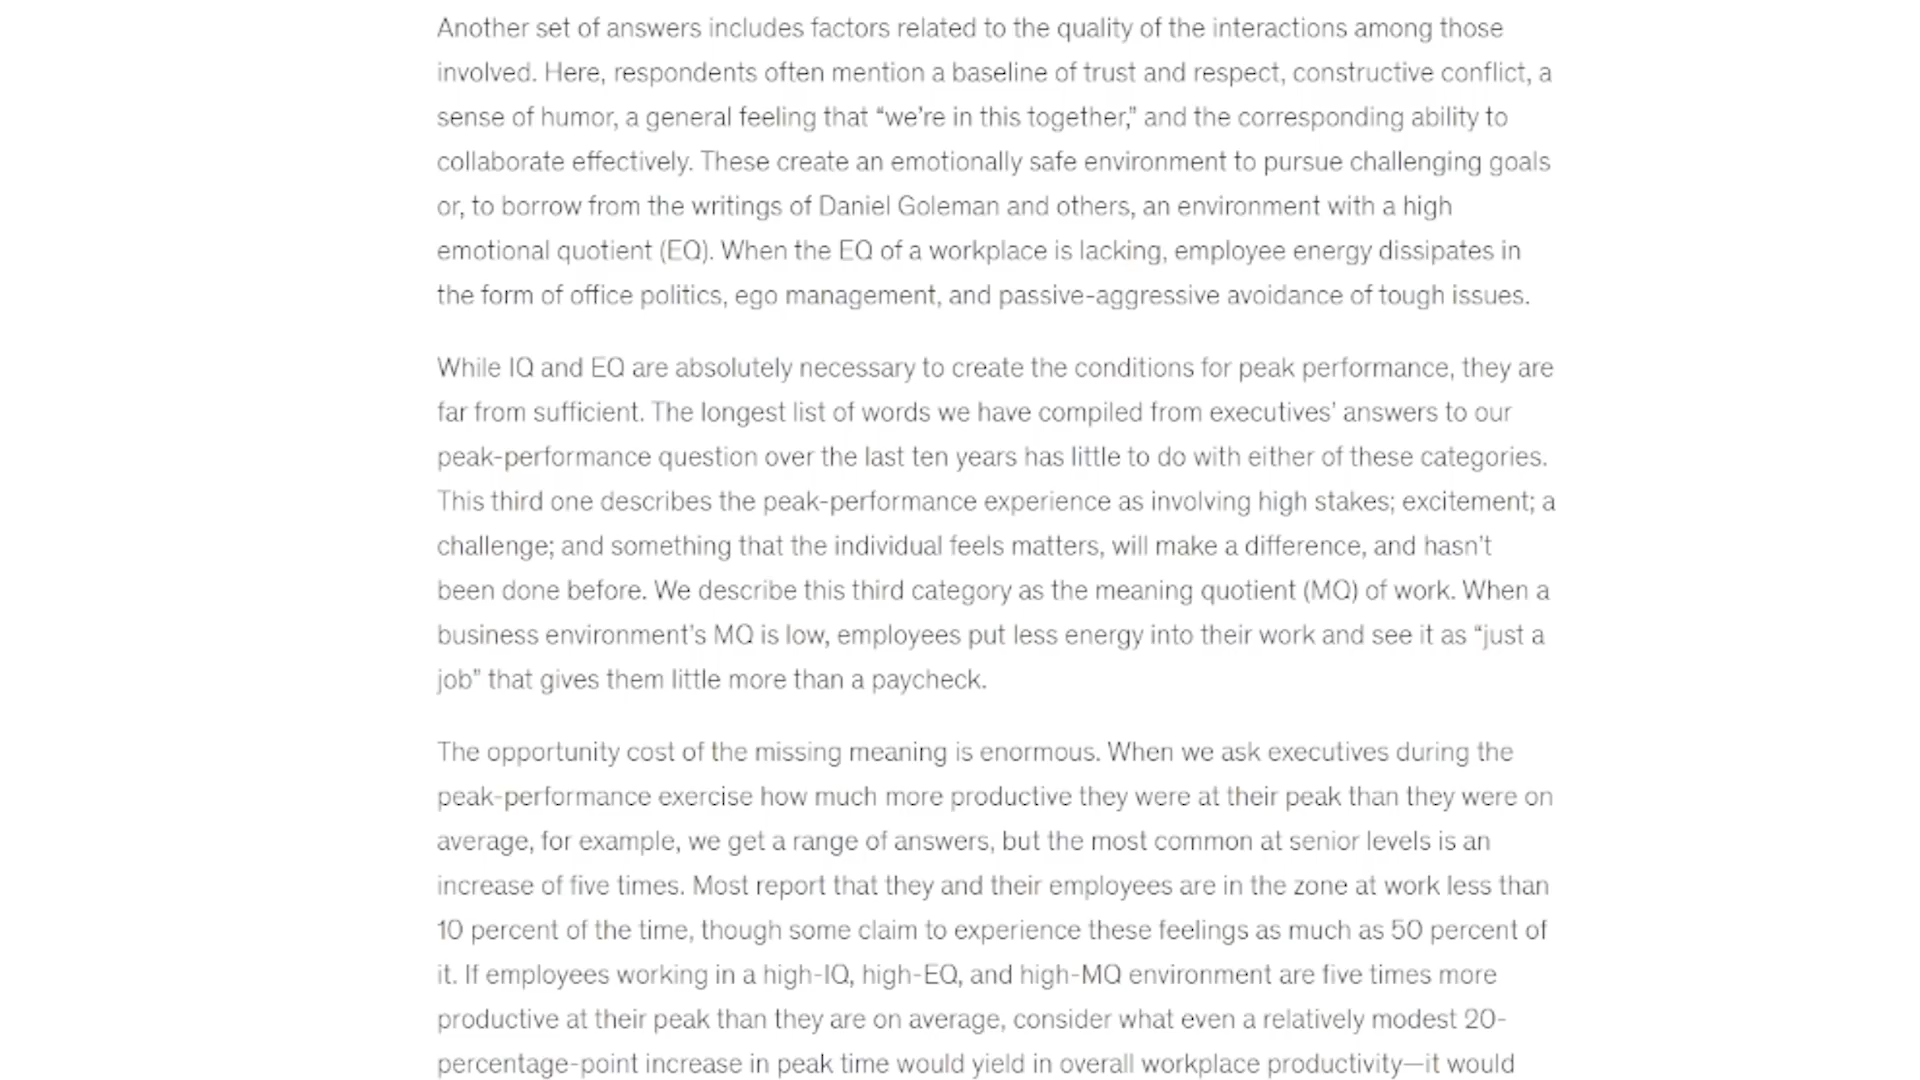 Another set of answers includes factors related to the quality of the interactions among those
involved. Here, respondents often mention a baseline of trust and respect, constructive conflict, a
sense of humor, a general feeling that “we’re in this together,” and the corresponding ability to
collaborate effectively. These create an emotionally safe environment to pursue challenging goals
or, to borrow from the writings of Daniel Goleman and others, an environment with a high
emotional quotient (EQ). When the EQ of a workplace is lacking, employee energy dissipates in
the form of office politics, ego management, and passive-aggressive avoidance of tough issues.
While IQ and EQ are absolutely necessary to create the conditions for peak performance, they are
far from sufficient. The longest list of words we have compiled from executives’ answers to our
peak-performance question over the last ten years has little to do with either of these categories.
This third one describes the peak-performance experience as involving high stakes; excitement; a
challenge; and something that the individual feels matters, will make a difference, and hasn’t
been done before. We describe this third category as the meaning quotient (MQ) of work. When a
business environment’s MQ is low, employees put less energy into their work and see it as “just a
job” that gives them little more than a paycheck.
The opportunity cost of the missing meaning is enormous. When we ask executives during the
peak-performance exercise how much more productive they were at their peak than they were on
average, for example, we get a range of answers, but the most common at senior levels is an
increase of five times. Most report that they and their employees are in the zone at work less than
10 percent of the time, though some claim to experience these feelings as much as 50 percent of
it. If employees working in a high-IQ, high-EQ, and high-MQ environment are five times more
productive at their peak than they are on average, consider what even a relatively modest 20-
percentage-point increase in peak time would yield in overall workplace productivity—it would